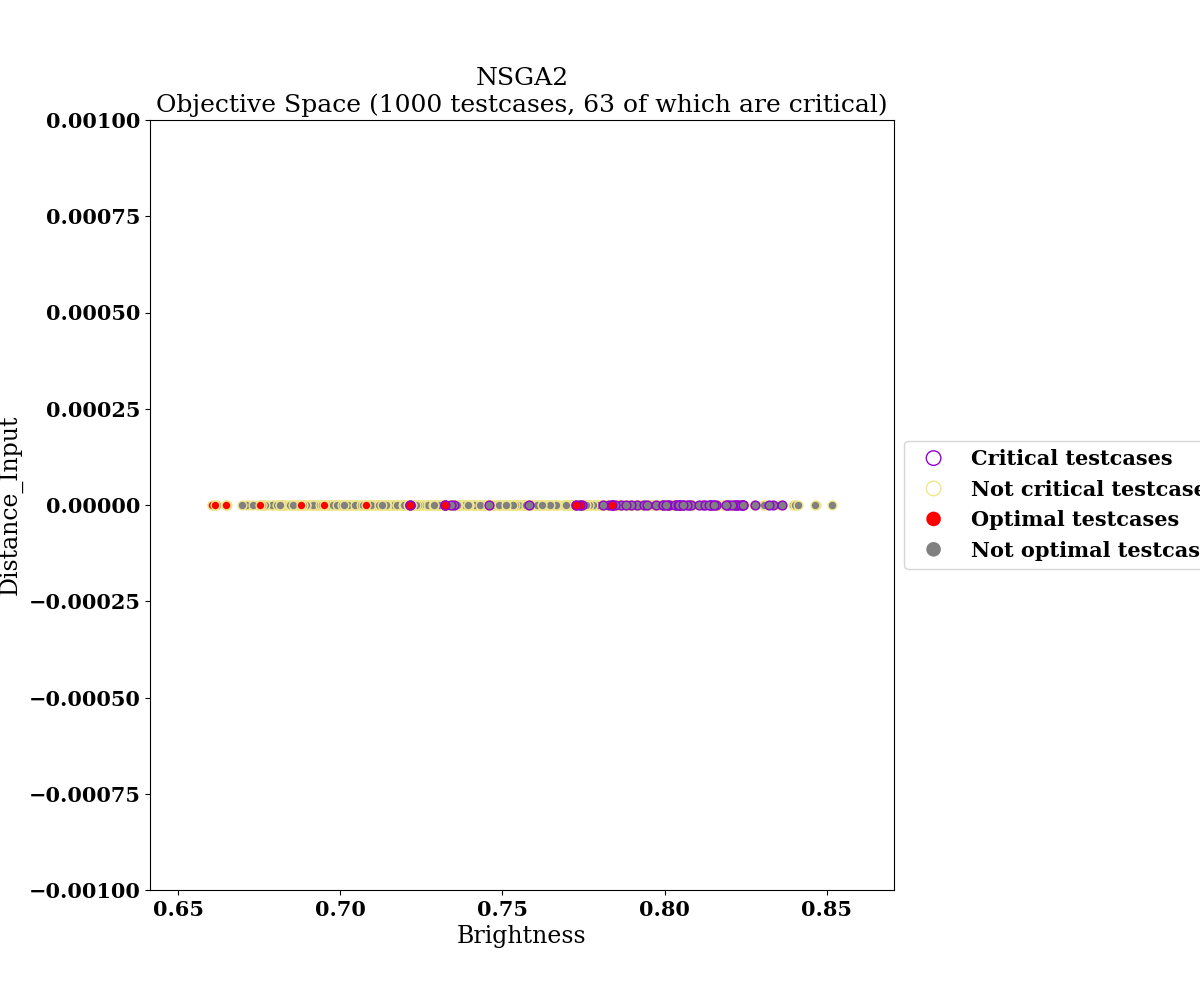 NSGA2
Objective Space (1000 testcases, 63 of which are critical)
0.00100
0.00075
0.00050
0.00025
0.00000
−0.00025
−0.00050
−0.00075
−0.00100
Distance_Input
0.65 0.70 0.75 0.80 0.85
Brightness
Critical testcases
Not critical testcase
Optimal testcases
Not optimal testcas